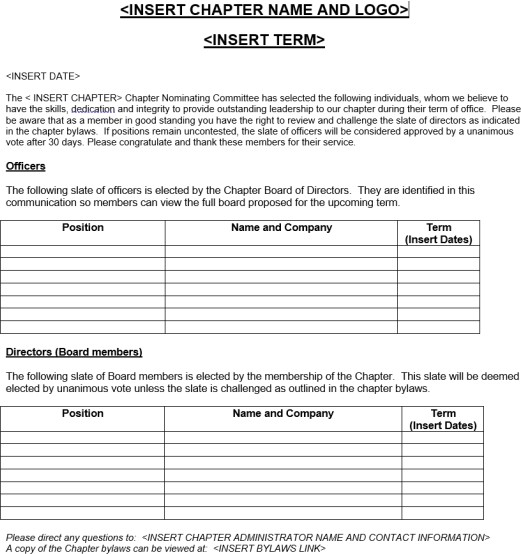 <INSERT CHAPTER NAME AND LOGO>
<INSERT TERM>
<INSERT DATE>
The < INSERT CHAPTER> Chapter Nominating Committee has selected the following individuals, whom we believe to
have the skills, dedication and integrity to provide outstanding leadership to our chapter during their term of office.  Please
be aware that as a member in good standing you have the right to review and challenge the slate of directors as indicated
in the chapter bylaws.  If positions remain uncontested, the slate of officers will be considered approved by a unanimous
vote after 30 days. Please congratulate and thank these members for their service.
Officers
The following slate of officers is elected by the Chapter Board of Directors.  They are identified in this
communication so members can view the full board proposed for the upcoming term.
Position Name and Company Term
(Insert Dates)
Directors (Board members)
The following slate of Board members is elected by the membership of the Chapter.  This slate will be deemed
elected by unanimous vote unless the slate is challenged as outlined in the chapter bylaws.
Position Name and Company Term
(Insert Dates)
Please direct any questions to:  <INSERT CHAPTER ADMINISTRATOR NAME AND CONTACT INFORMATION>
A copy of the Chapter bylaws can be viewed at:  <INSERT BYLAWS LINK>